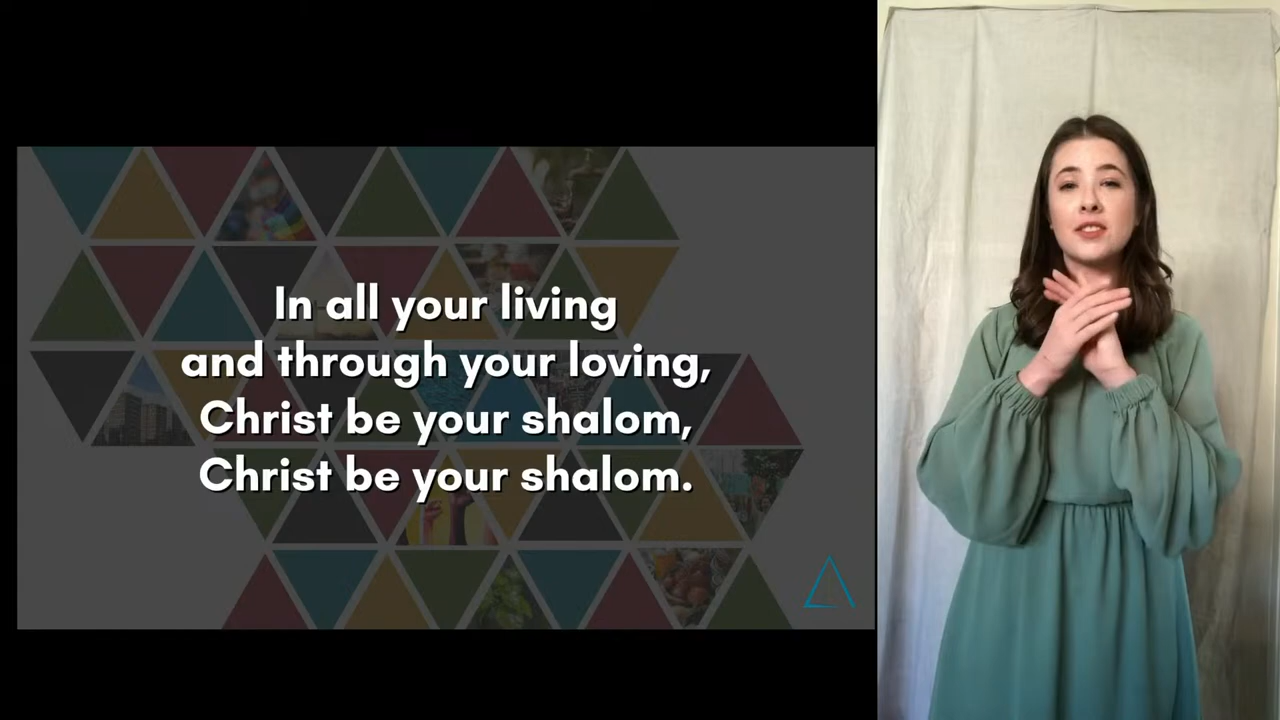 In all your living
and through your loving,
Christ be your shalom,
Christ be your shalom.